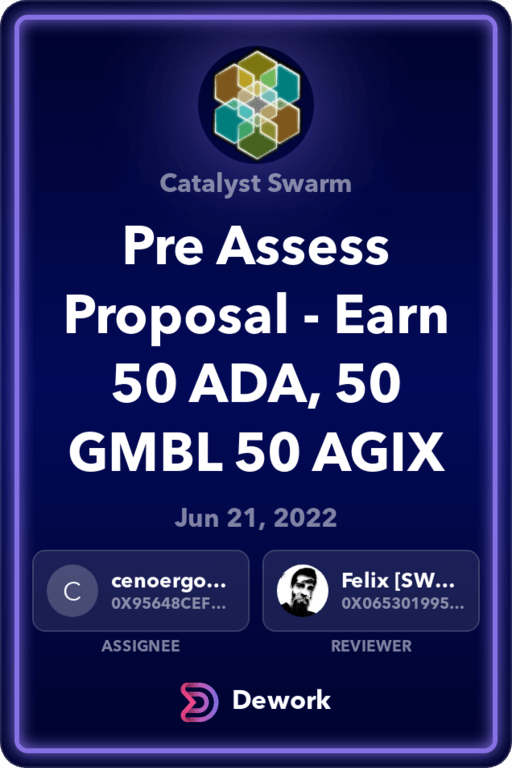 Catalyst Swarm
Pre Assess
Proposal - Earn
50 ADA, 50
GMBL 50 AGIX
Jun 21, 2022
C
cenoergo...
0X95648CEF...
Felix [SW...
0X065301995...
ASSIGNEE
REVIEWER
Dework